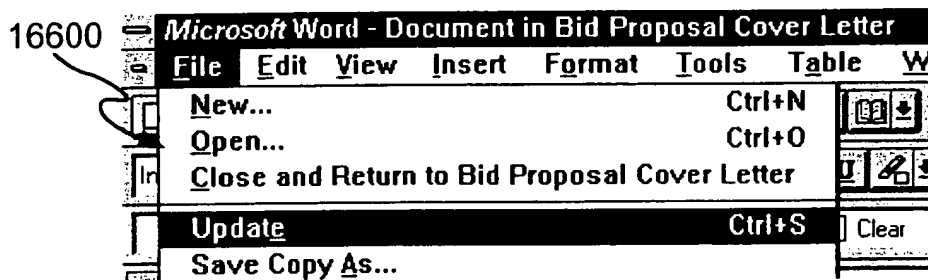 16600
Microsoft Word - Document in Bid Proposal Cover Letter
File Edit View Insert Format Tools Table W
New... Ctrl+N
Open... Ctrl+O
Close and Return to Bid Proposal Cover Letter
Update Ctrl+S
Clear
Save Copy As...